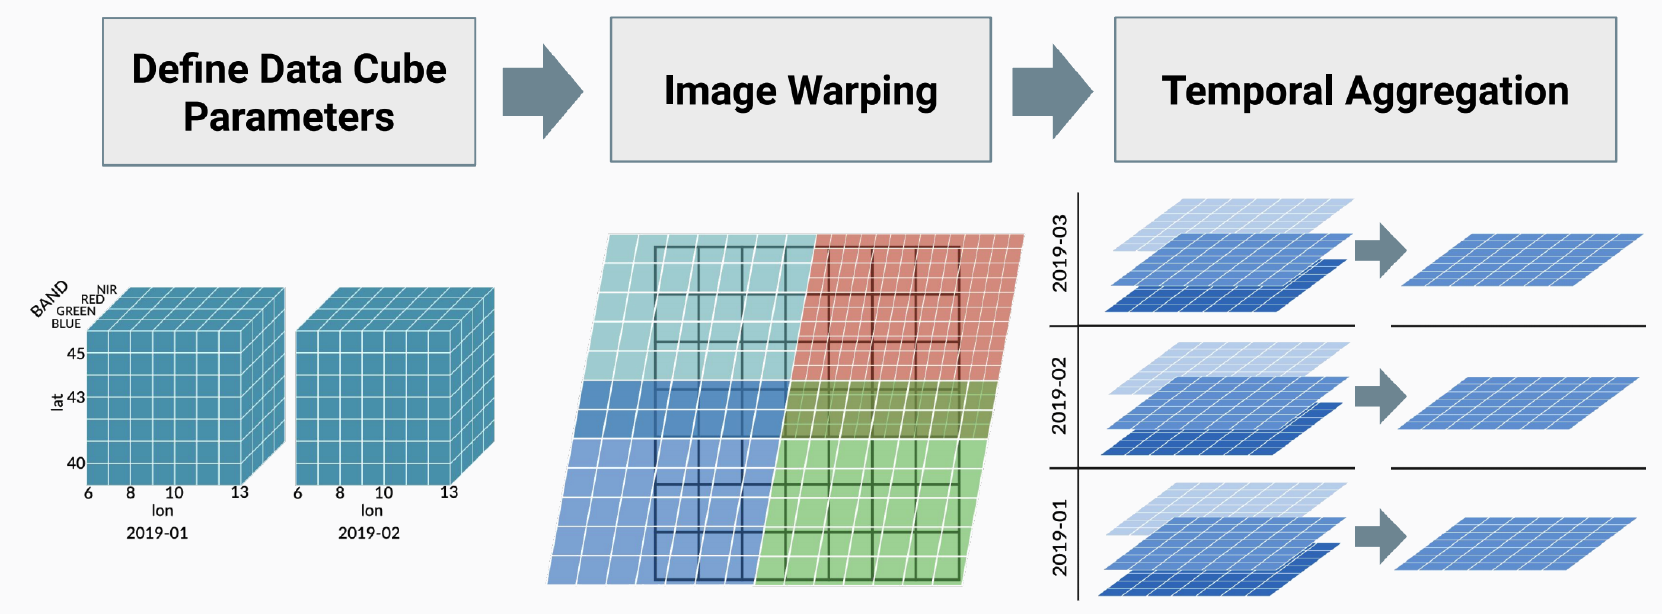 Define Data Cube
Parameters
Image Warping
Temporal Aggregation
BAND
NIR
RED
GREEN
BLUE
45
lat 43
40
6 8 10 13
lon
2019-01
6 8 10 13
lon
2019-02
2019-03
2019-02
2019-01